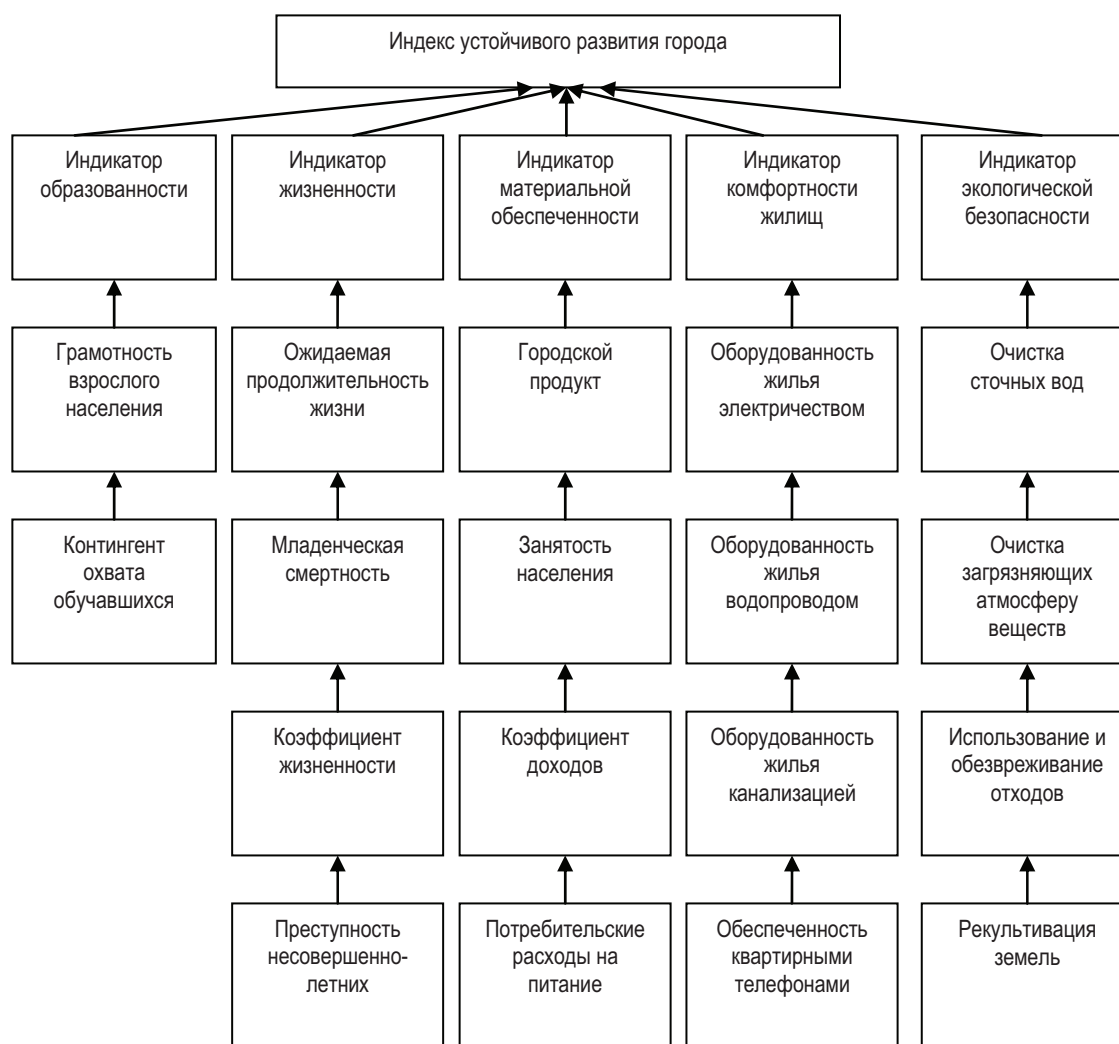 Индекс устойчивого развития города
Индикатор
образованности
Индикатор
жизненности
Индикатор
материальной
обеспеченности
Индикатор
комфортности
жилищ
Индикатор
экологической
безопасности
Грамотность
взрослого
населения
Ожидаемая
продолжительность
жизни
Городской
продукт
Оборудованность
жилья
электричеством
Очистка
сточных вод
Контингент
охвата
обучавшихся
Младенческая
смертность
Занятость
населения
Оборудованность
жилья
водопроводом
Очистка
загрязняющих
атмосферу
веществ
Коэффициент
жизненности
Коэффициент
доходов
Оборудованность
жилья
канализацией
Использование и
обезвреживание
отходов
Преступность
несовершенно-
летних
Потребительские
расходы на
питание
Обеспеченность
квартирными
телефонами
Рекультивация
земель